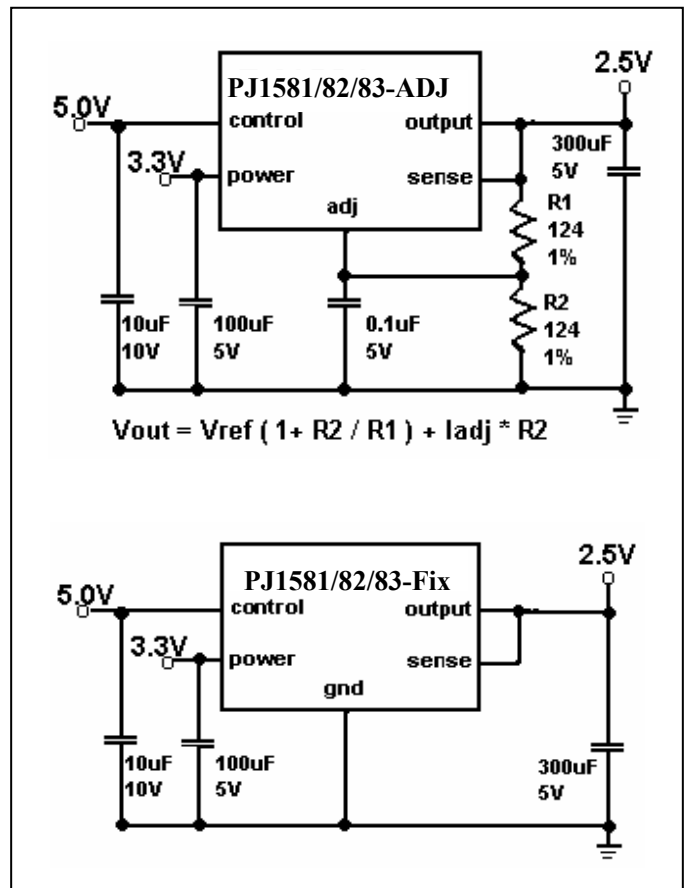 PJ1581/82/83-ADJ
2.5V
5.0V
control
output
300uF
5V
3.3V
power
sense
adj
R1
124
1%
10uF
10V
100uF
5V
0.1uF
5V
R2
124
1%
Vout = Vref ( 1+ R2 / R1 ) + Iadj * R2
PJ1581/82/83-Fix
2.5V
5.0V
control
output
3.3V
power
sense
gnd
10uF
10V
100uF
5V
300uF
5V